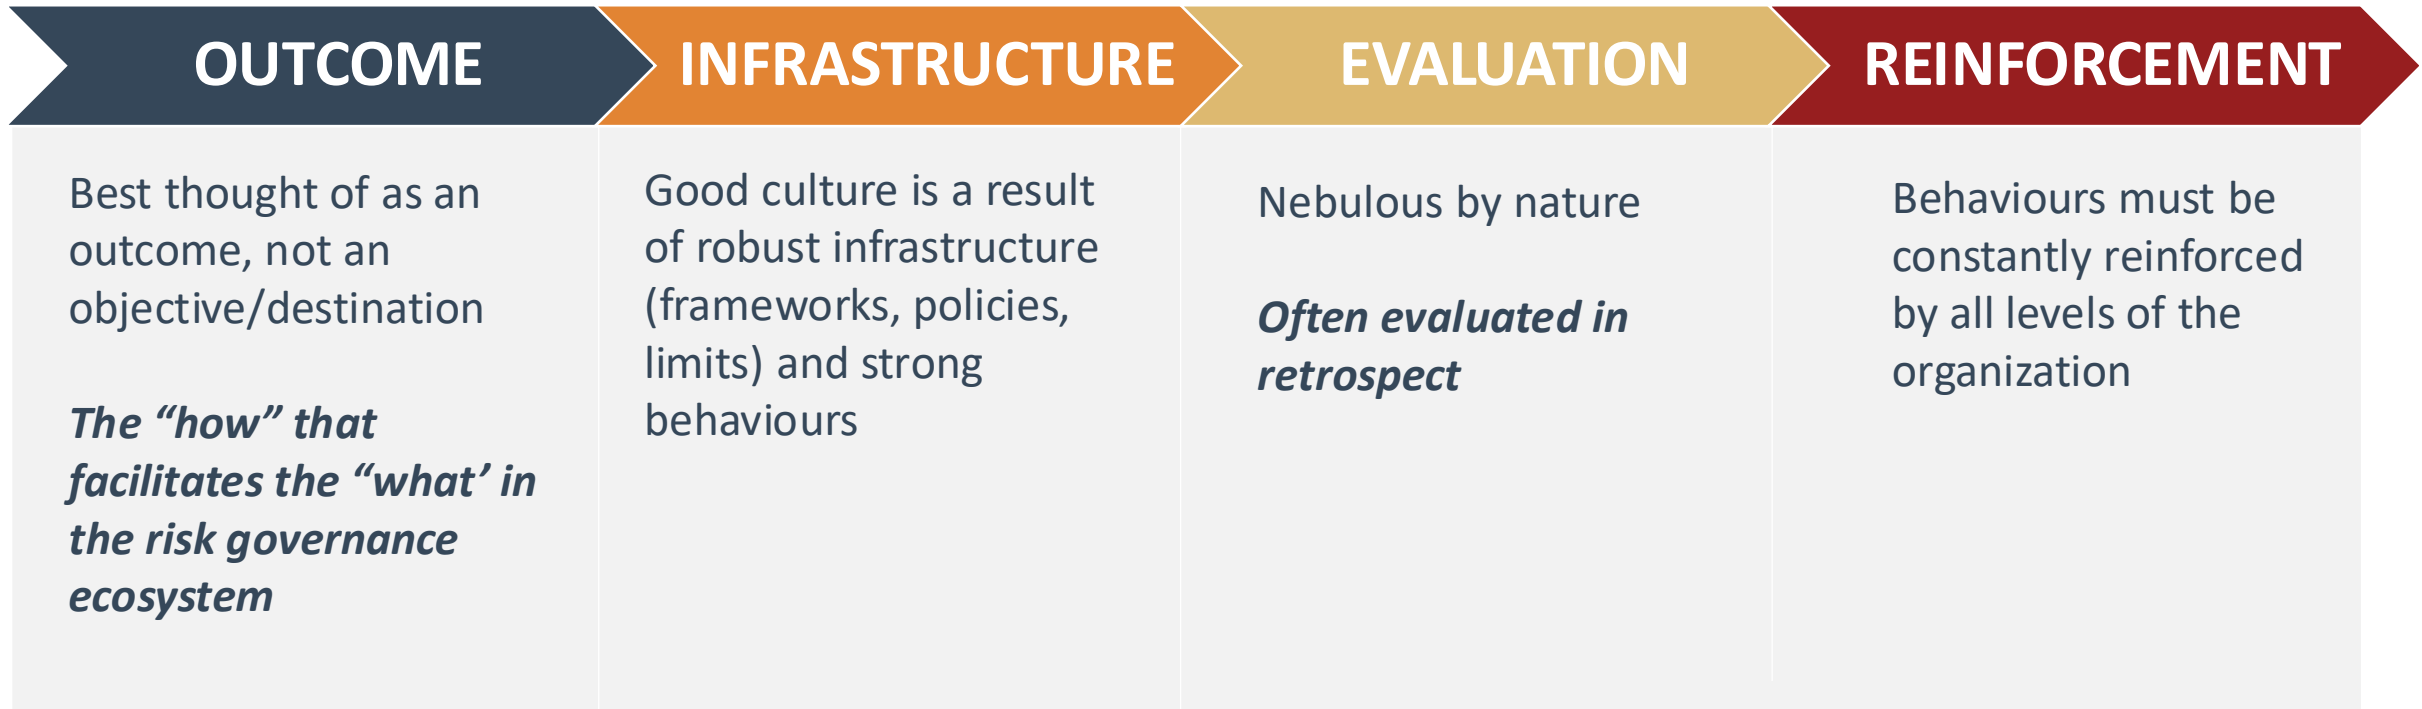 OUTCOME
Best thought of as an
outcome, not an
objective/destination
The “how” that
facilitates the “what’ in
the risk governance
ecosystem
INFRASTRUCTURE
Good culture is a result
of robust infrastructure
(frameworks, policies,
limits) and strong
behaviours
EVALUATION
Nebulous by nature
Often evaluated in
retrospect
REINFORCEMENT
Behaviours must be
constantly reinforced
by all levels of the
organization